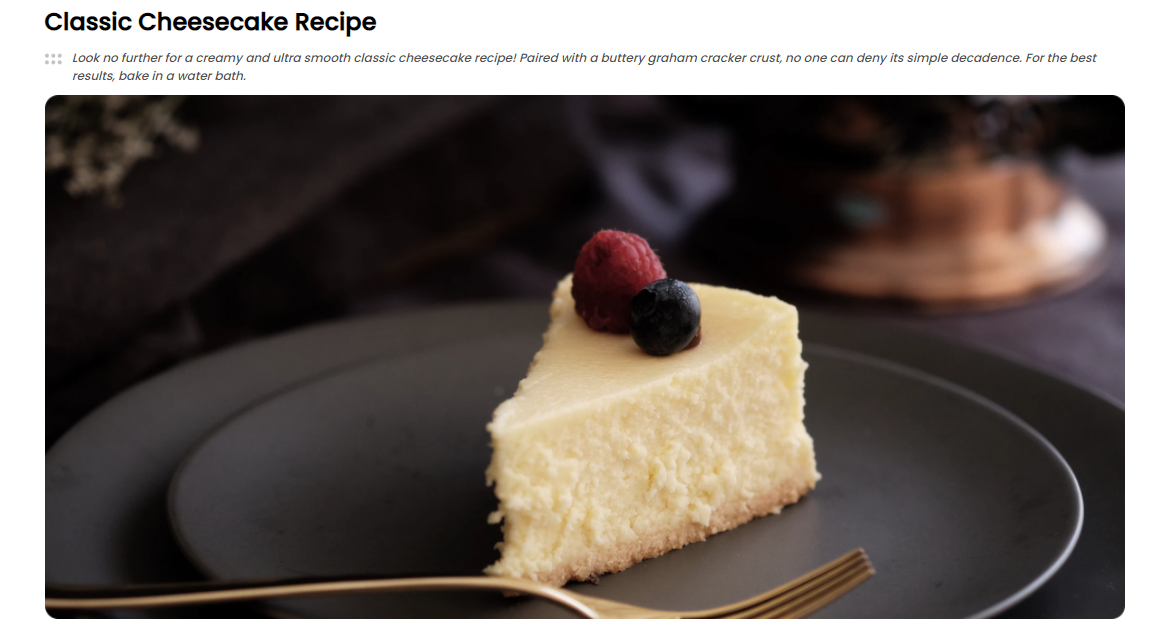 Classic Cheesecake Recipe
Look no further for a creamy and ultra smooth classic cheesecake recipe! Paired with a buttery graham cracker crust, no one can deny its simple decadence. For the best
results, bake in a water bath.